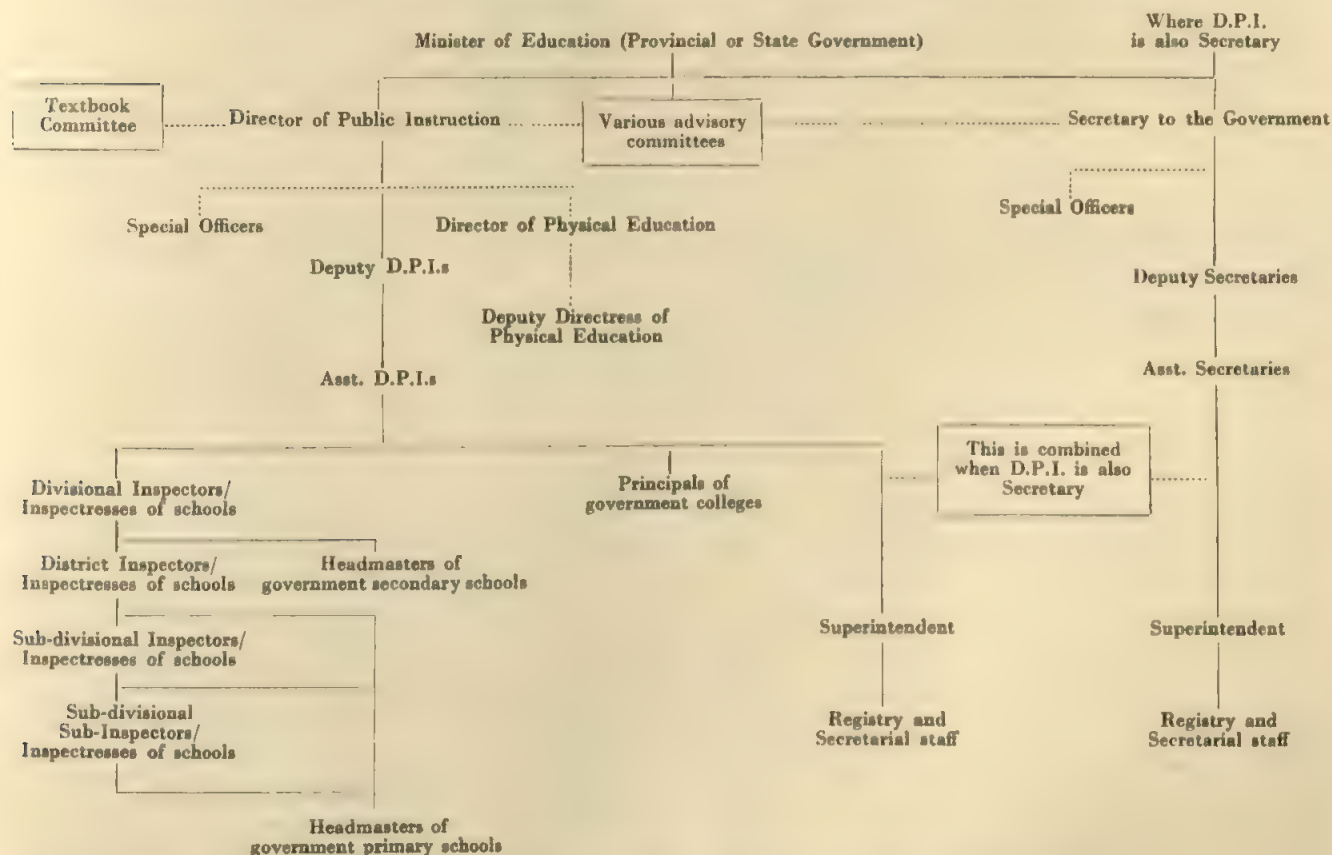 Where D.P.I.
is also Secretary
Minister of Education (Provincial or State Government)
Textbook
Committee
Director of Public Instruction
Various advisory
committees
Secretary to the Government
Special Officers
Director of Physical Education
Special Officers
Deputy D.P.I.s
Deputy Secretaries
Deputy Directress of
Physical Education
Asst. D.P.I.s
Asst. Secretaries
This is combined
when D.P.I. is also
Secretary
Divisional Inspectors/
Inspectresses of schools
Principals of
government colleges
District Inspectors/
Inspectresses of schools
Headmasters of
government secondary schools
Sub-divisional Inspectors/
Inspectresses of schools
Superintendent
Superintendent
Sub-divisional
Sub-Inspectors/
Inspectresses of schools
Registry and
Secretarial staff
Registry and
Secretarial staff
Headmasters of
government primary schools